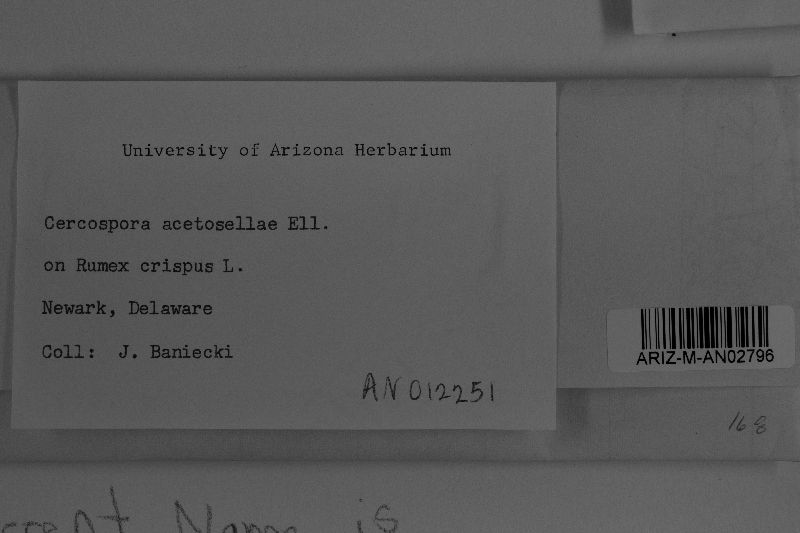 University of Arizona Herbarium
Cercospora acetosellae Ell.
on Rumex crispus L.
Newark, Delaware
Coll: J. Baniecki
AN 012251
ARIZ-M-AN02796
168
is